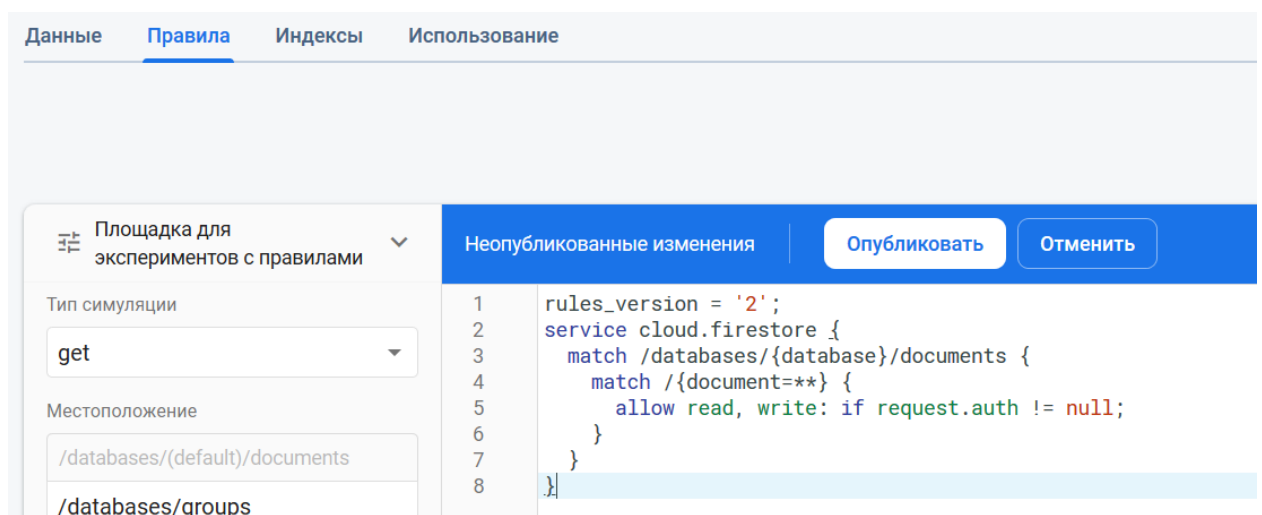 Данные Правила Индексы Использование
Площадка для
экспериментов с правилами
Неопубликованные изменения Опубликовать Отменить
Тип симуляции
get
Местоположение
/databases/(default)/documents
/databases/groups
1 rules_version = '2';
2 service cloud.firestore {
3 match /databases/{database}/documents {
4 match /{document=**} {
5 allow read, write: if request.auth != null;
6 }
7 }
8 }